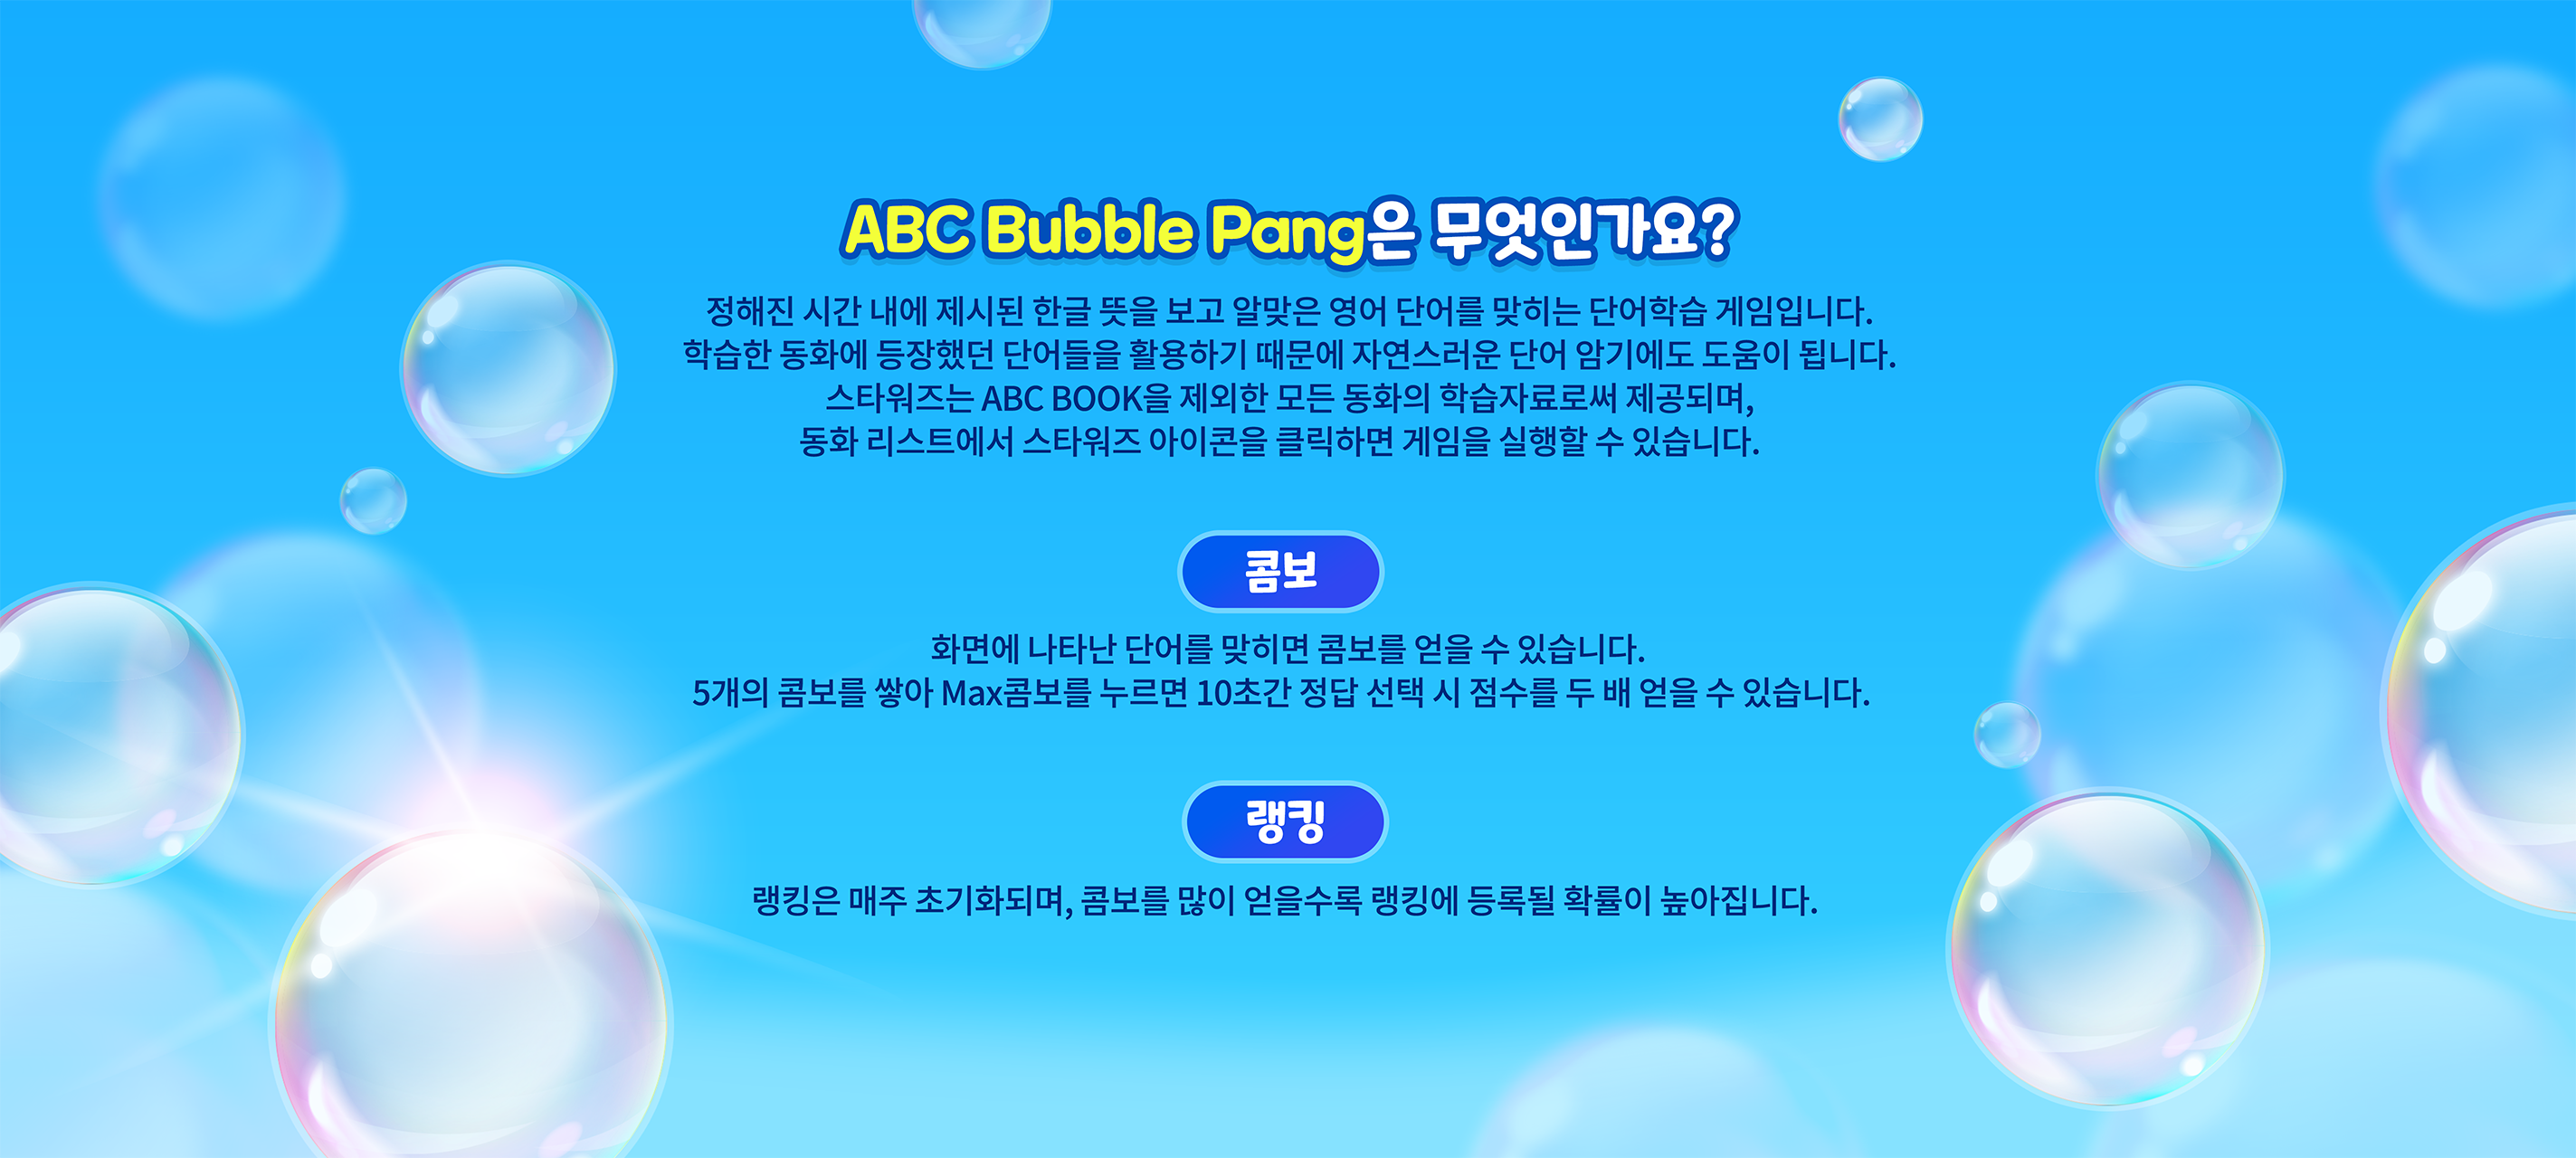 ABC Bubble Pang은 무엇인가요?
정해진 시간 내에 제시된 한글 뜻을 보고 알맞은 영어 단어를 맞히는 단어학습 게임입니다.
학습한 동화에 등장했던 단어들을 활용하기 때문에 자연스러운 단어 암기에도 도움이 됩니다.
스타워즈는 ABC BOOK을 제외한 모든 동화의 학습자료로써 제공되며,
동화 리스트에서 스타워즈 아이콘을 클릭하면 게임을 실행할 수 있습니다.
콤보
화면에 나타난 단어를 맞히면 콤보를 얻을 수 있습니다.
5개의 콤보를 쌓아 Max콤보를 누르면 10초간 정답 선택 시 점수를 두 배 얻을 수 있습니다.
랭킹
랭킹은 매주 초기화되며, 콤보를 많이 얻을수록 랭킹에 등록될 확률이 높아집니다.